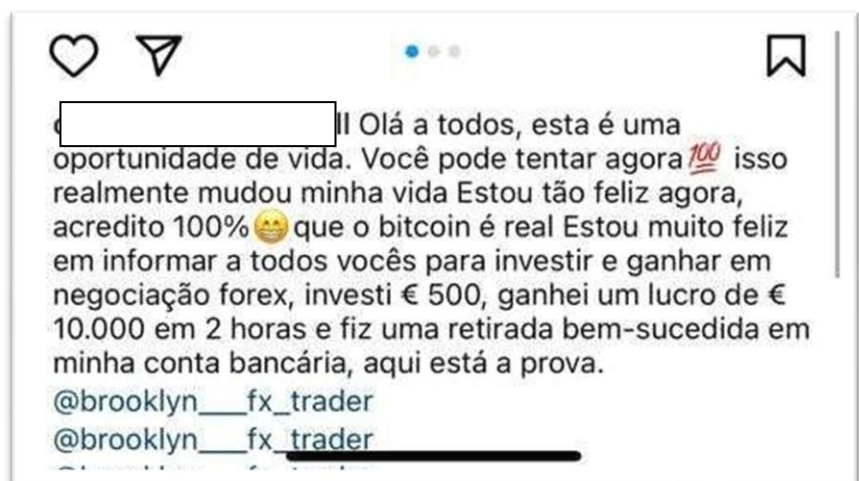 ll Olá a todos, esta é uma
oportunidade de vida. Você pode tentar agora💯 isso
realmente mudou minha vida Estou tão feliz agora,
acredito 100%😁que o bitcoin é real Estou muito feliz
em informar a todos vocês para investir e ganhar em
negociação forex, investi € 500, ganhei um lucro de €
10.000 em 2 horas e fiz uma retirada bem-sucedida em
minha conta bancária, aqui está a prova.
@brooklyn___fx_trader
@brooklyn___fx_trader